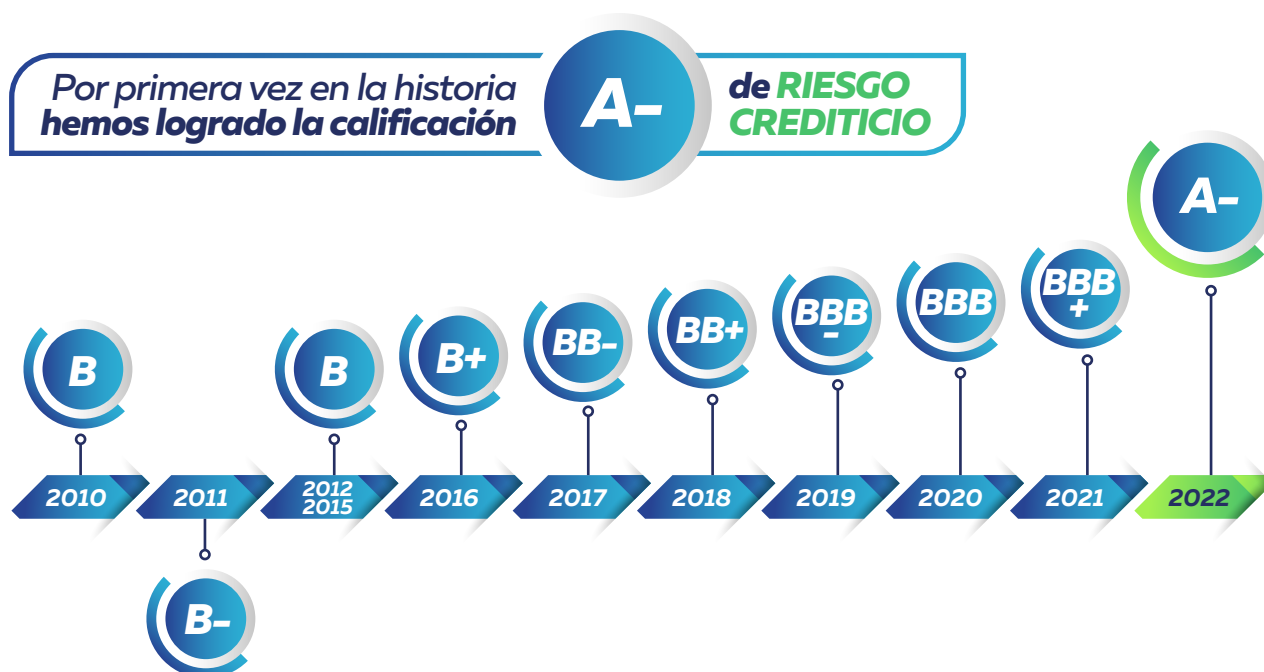 Por primera vez en la historia
hemos logrado la calificación
A-
de RIESGO
CREDITICIO
A-
B
B
B+
BB-
BB+
BBB
-
BBB
BBB
+
2010
2011
2012
2015
2016
2017
2018
2019
2020
2021
2022
B-